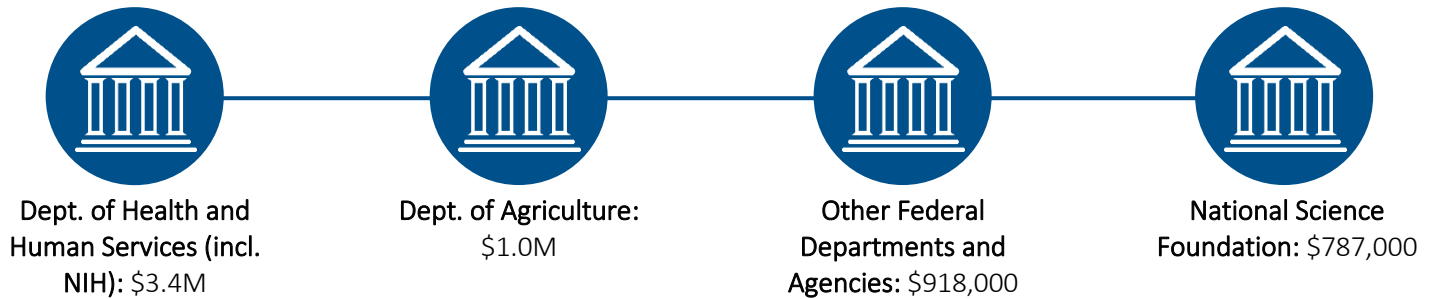 Dept. of Health and
Human Services (incl.
NIH): $3.4M
Dept. of Agriculture:
$1.0M
Other Federal
Departments and
Agencies: $918,000
National Science
Foundation: $787,000